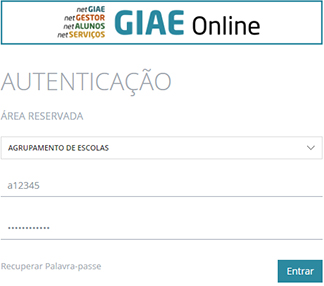 netGIAE
netGESTOR
netALUNOS
netSERVIÇOS
GIAE Online
AUTENTICAÇÃO
ÁREA RESERVADA
AGRUPAMENTO DE ESCOLAS
a12345
••••••••••••
Recuperar Palavra-passe
Entrar